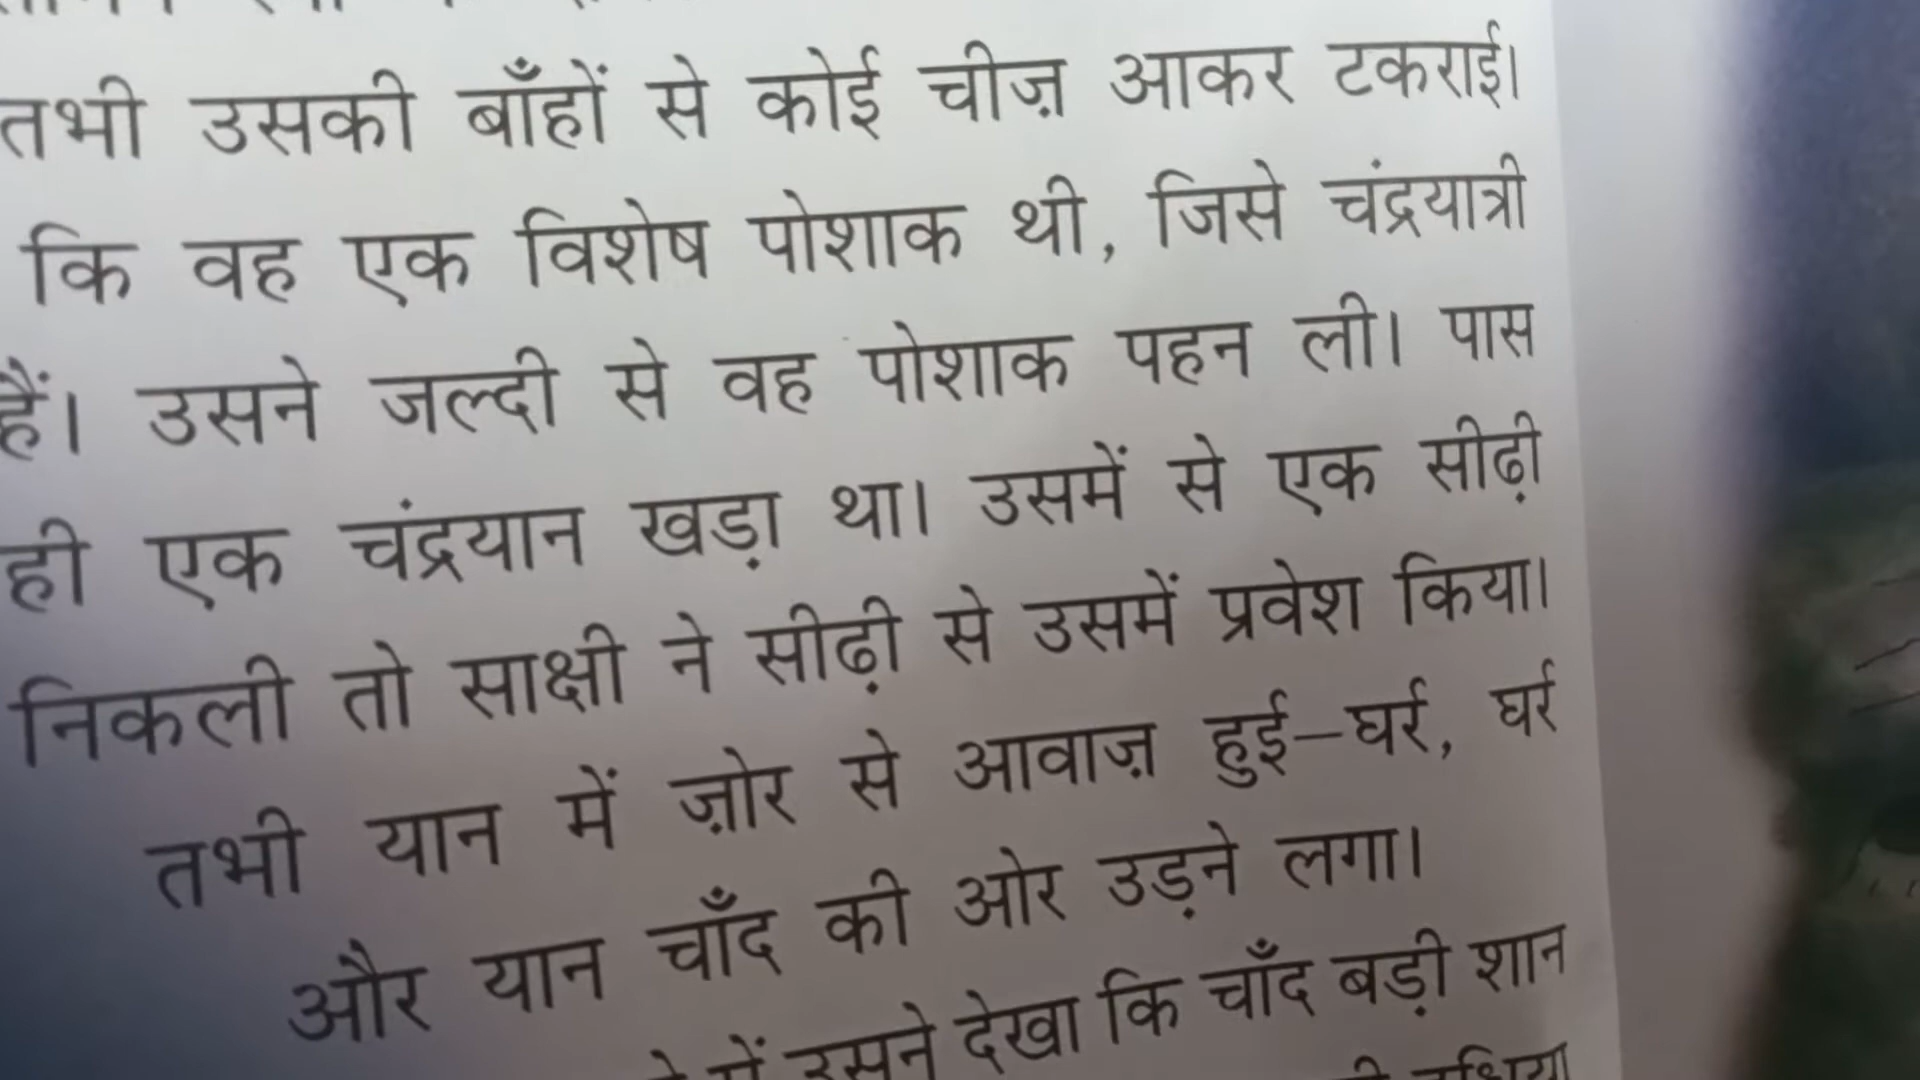 तभी उसकी बाँहों से कोई चीज़ आकर टकराई।
कि वह एक विशेष पोशाक थी, जिसे चंद्रयात्री
हैं। उसने जल्दी से वह पोशाक पहन ली। पास
ही एक चंद्रयान खड़ा था। उसमें से एक सीढ़ी
निकली तो साक्षी ने सीढ़ी से उसमें प्रवेश किया।
तभी यान में ज़ोर से आवाज़ हुई–घर्र, घर्र
और यान चाँद की ओर उड़ने लगा।
में उसने देखा कि चाँद बड़ी शान